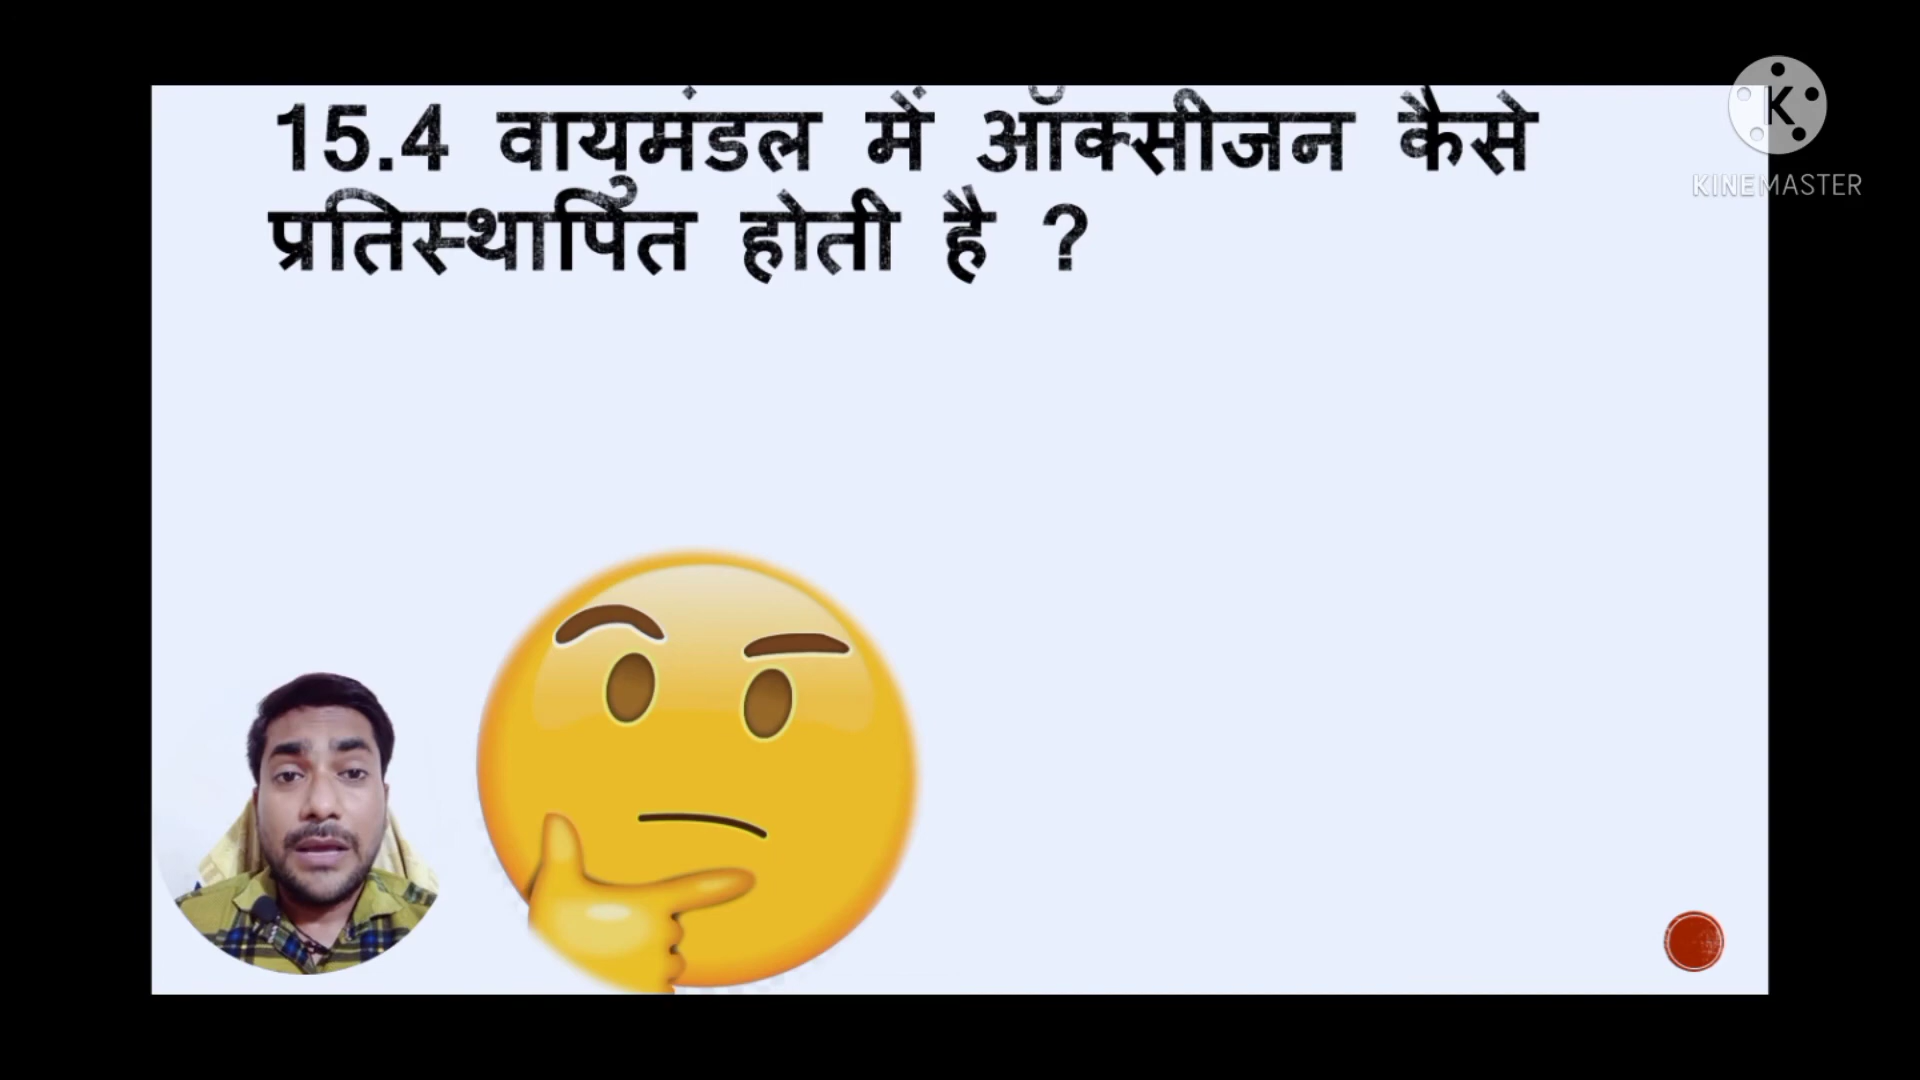 15.4 वायुमंडल में ऑक्सीजन कैसे
प्रतिस्थापित होती है ?
K
KINEMASTER